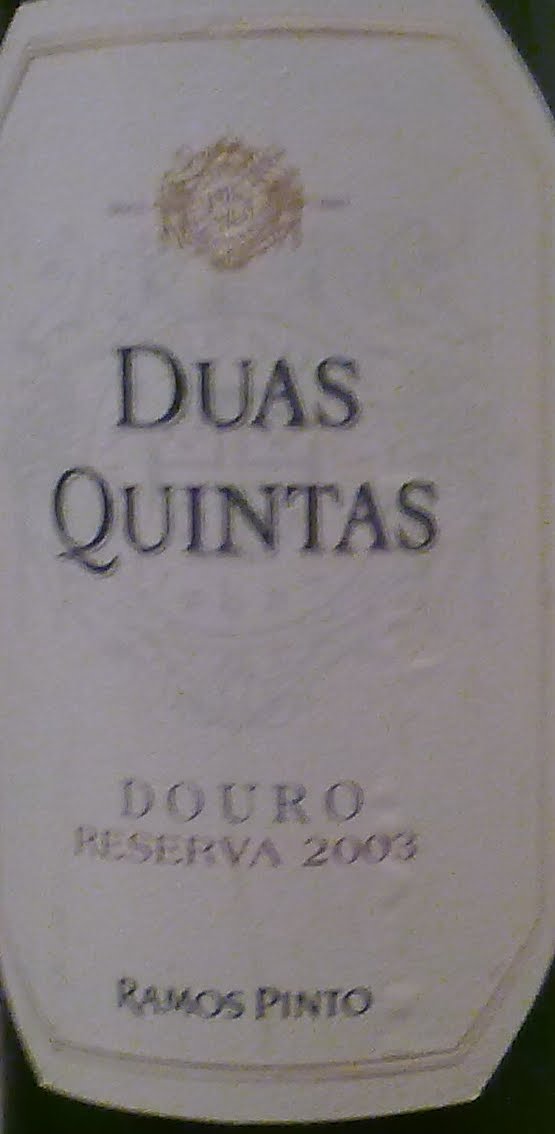 DUAS
QUINTAS
DOURO
RESERVA 2003
RAMOS PINTO